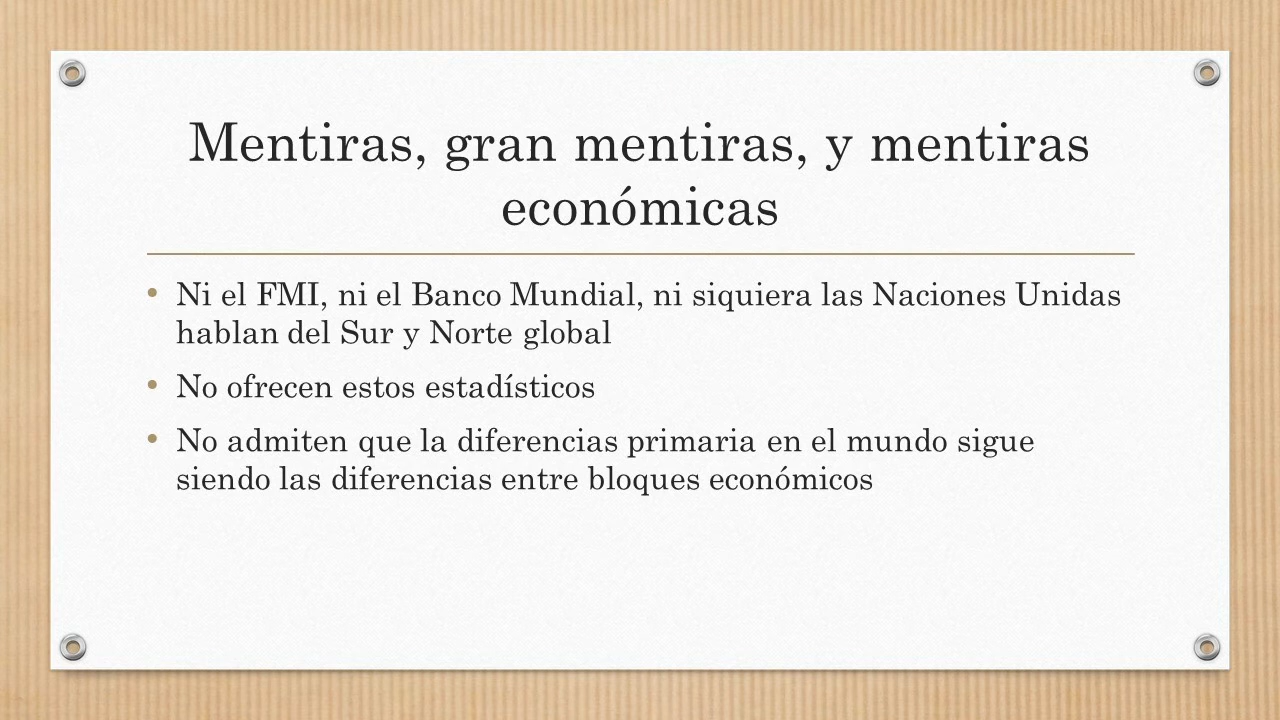 Mentiras, gran mentiras, y mentiras
económicas
• Ni el FMI, ni el Banco Mundial, ni siquiera las Naciones Unidas
hablan del Sur y Norte global
• No ofrecen estos estadísticos
• No admiten que la diferencias primaria en el mundo sigue
siendo las diferencias entre bloques económicos